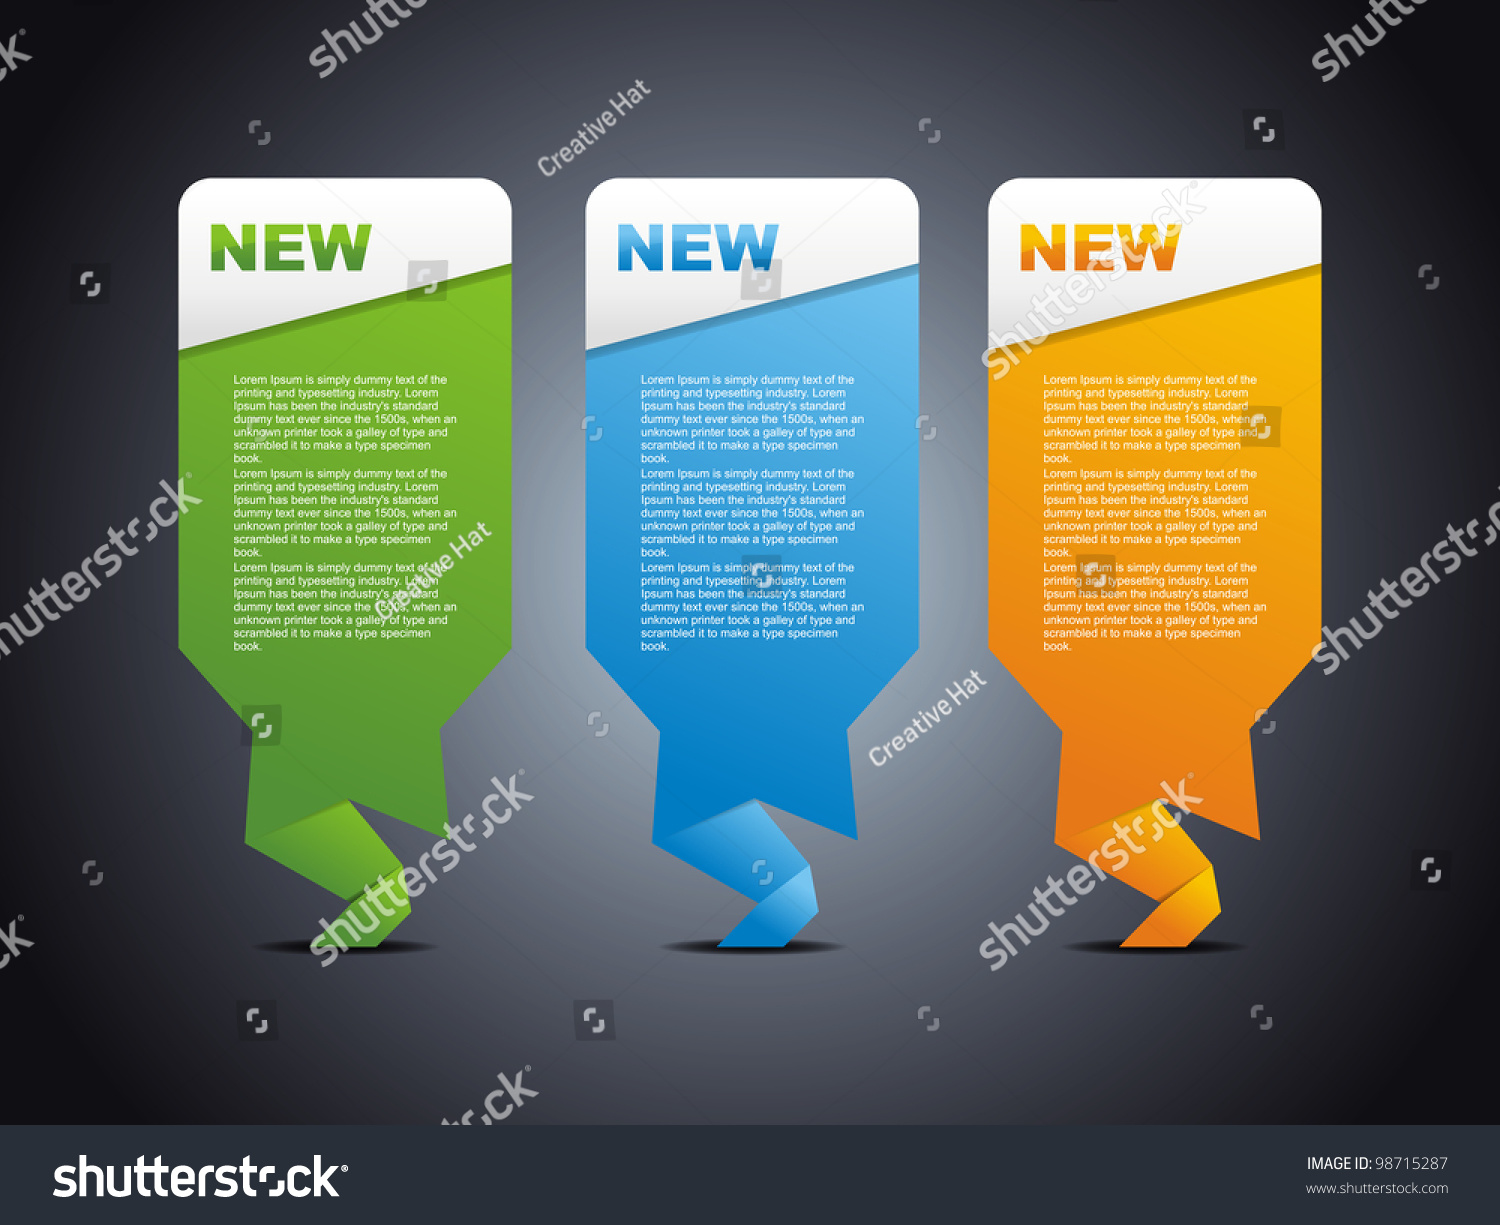 NEW
Lorem Ipsum is simply dummy text of the
printing and typesetting industry. Lorem
Ipsum has been the industry's standard
dummy text ever since the 1500s, when an
unknown printer took a galley of type and
scrambled it to make a type specimen
book.
Lorem Ipsum is simply dummy text of the
printing and typesetting industry. Lorem
Ipsum has been the industry's standard
dummy text ever since the 1500s, when an
unknown printer took a galley of type and
scrambled it to make a type specimen
book.
Lorem Ipsum is simply dummy text of the
printing and typesetting industry. Lorem
Ipsum has been the industry's standard
dummy text ever since the 1500s, when an
unknown printer took a galley of type and
scrambled it to make a type specimen
book.
NEW
Lorem Ipsum is simply dummy text of the
printing and typesetting industry. Lorem
Ipsum has been the industry's standard
dummy text ever since the 1500s, when an
unknown printer took a galley of type and
scrambled it to make a type specimen
book.
Lorem Ipsum is simply dummy text of the
printing and typesetting industry. Lorem
Ipsum has been the industry's standard
dummy text ever since the 1500s, when an
unknown printer took a galley of type and
scrambled it to make a type specimen
book.
Lorem Ipsum is simply dummy text of the
printing and typesetting industry. Lorem
Ipsum has been the industry's standard
dummy text ever since the 1500s, when an
unknown printer took a galley of type and
scrambled it to make a type specimen
book.
NEW
Lorem Ipsum is simply dummy text of the
printing and typesetting industry. Lorem
Ipsum has been the industry's standard
dummy text ever since the 1500s, when an
unknown printer took a galley of type and
scrambled it to make a type specimen
book.
Lorem Ipsum is simply dummy text of the
printing and typesetting industry. Lorem
Ipsum has been the industry's standard
dummy text ever since the 1500s, when an
unknown printer took a galley of type and
scrambled it to make a type specimen
book.
Lorem Ipsum is simply dummy text of the
printing and typesetting industry. Lorem
Ipsum has been the industry's standard
dummy text ever since the 1500s, when an
unknown printer took a galley of type and
scrambled it to make a type specimen
book.
Creative Hat
Creative Hat
Creative Hat
shutterstock
shutterstock
shutterstock
shutterstock
shutterstock
shutterstock
IMAGE ID: 98715287
www.shutterstock.com